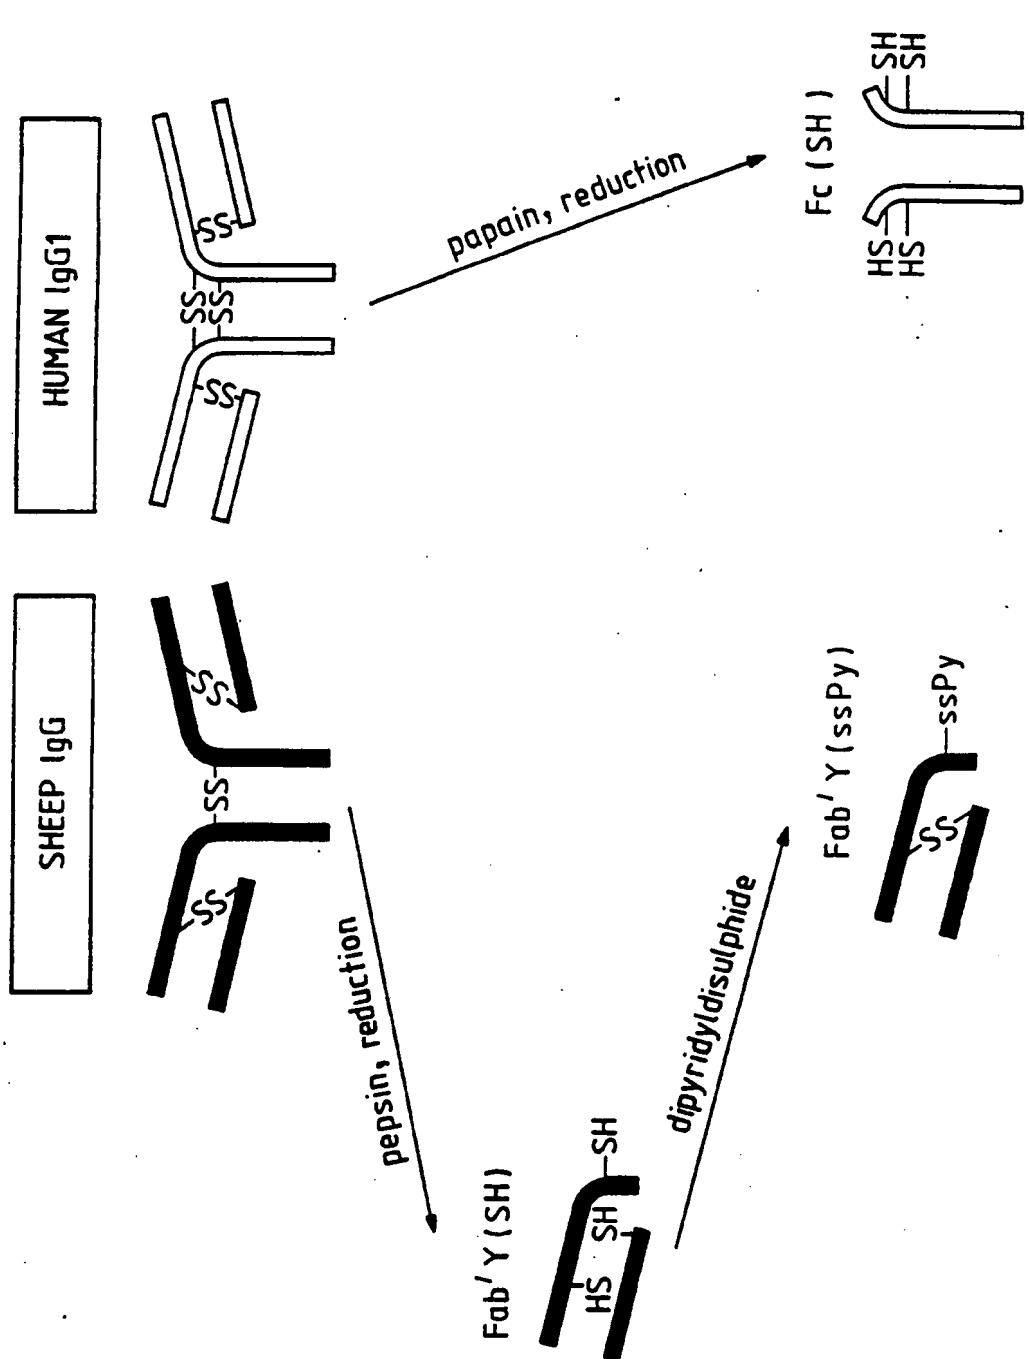 SHEEP IgG
HUMAN IgG1
SS
SS
SS
SS
SS
SS
SS
pepsin, reduction
papain, reduction
Fab' Y (SH)
HS
SH
SH
dipyridyldisulphide
Fab' Y (ssPy)
SS
ssPy
Fc (SH)
HS
HS
SH
SH